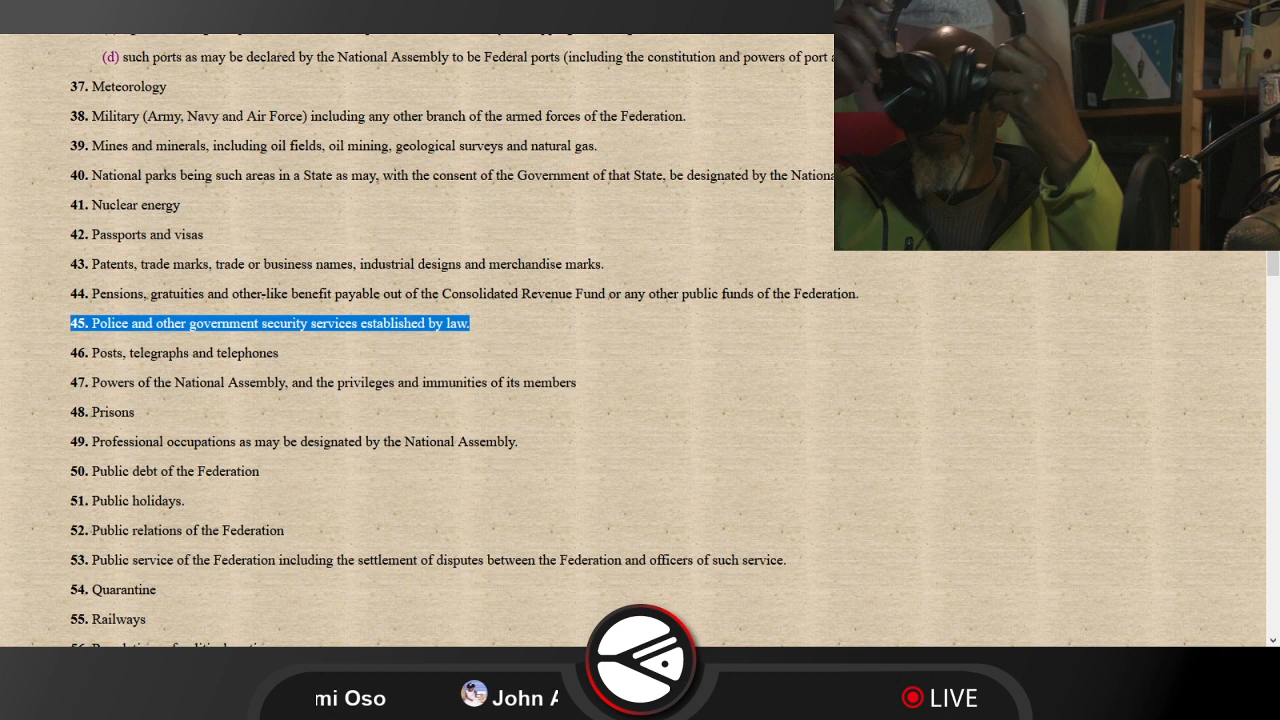 (d) such ports as may be declared by the National Assembly to be Federal ports (including the constitution and powers of port
37. Meteorology
38. Military (Army, Navy and Air Force) including any other branch of the armed forces of the Federation.
39. Mines and minerals, including oil fields, oil mining, geological surveys and natural gas.
40. National parks being such areas in a State as may, with the consent of the Government of that State, be designated by the Nationa
41. Nuclear energy
42. Passports and visas
43. Patents, trade marks, trade or business names, industrial designs and merchandise marks.
44. Pensions, gratuities and other-like benefit payable out of the Consolidated Revenue Fund or any other public funds of the Federation.
45. Police and other government security services established by law.
46. Posts, telegraphs and telephones
47. Powers of the National Assembly, and the privileges and immunities of its members
48. Prisons
49. Professional occupations as may be designated by the National Assembly.
50. Public debt of the Federation
51. Public holidays.
52. Public relations of the Federation
53. Public service of the Federation including the settlement of disputes between the Federation and officers of such service.
54. Quarantine
55. Railways
mi Oso John A LIVE